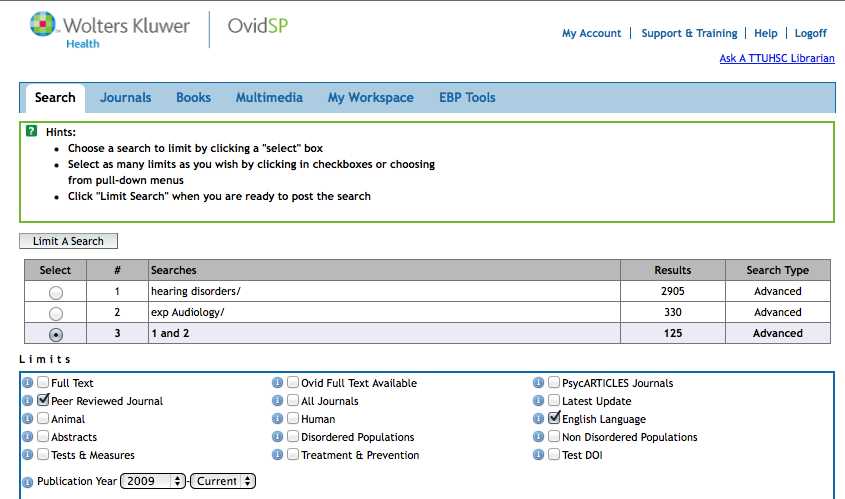 Wolters Kluwer OvidSP
Health
My Account | Support & Training | Help | Logoff
Ask A TTUHSC Librarian
Search Journals Books Multimedia My Workspace EBP Tools
? Hints:
• Choose a search to limit by clicking a "select" box
• Select as many limits as you wish by clicking in checkboxes or choosing
from pull-down menus
• Click "Limit Search" when you are ready to post the search
Limit A Search
Select # Searches Results Search Type
1 hearing disorders/ 2905 Advanced
2 exp Audiology/ 330 Advanced
3 1 and 2 125 Advanced
Limits
Full Text Ovid Full Text Available PsycARTICLES Journals
Peer Reviewed Journal All Journals Latest Update
Animal Human English Language
Abstracts Disordered Populations Non Disordered Populations
Tests & Measures Treatment & Prevention Test DOI
Publication Year 2009 - Current